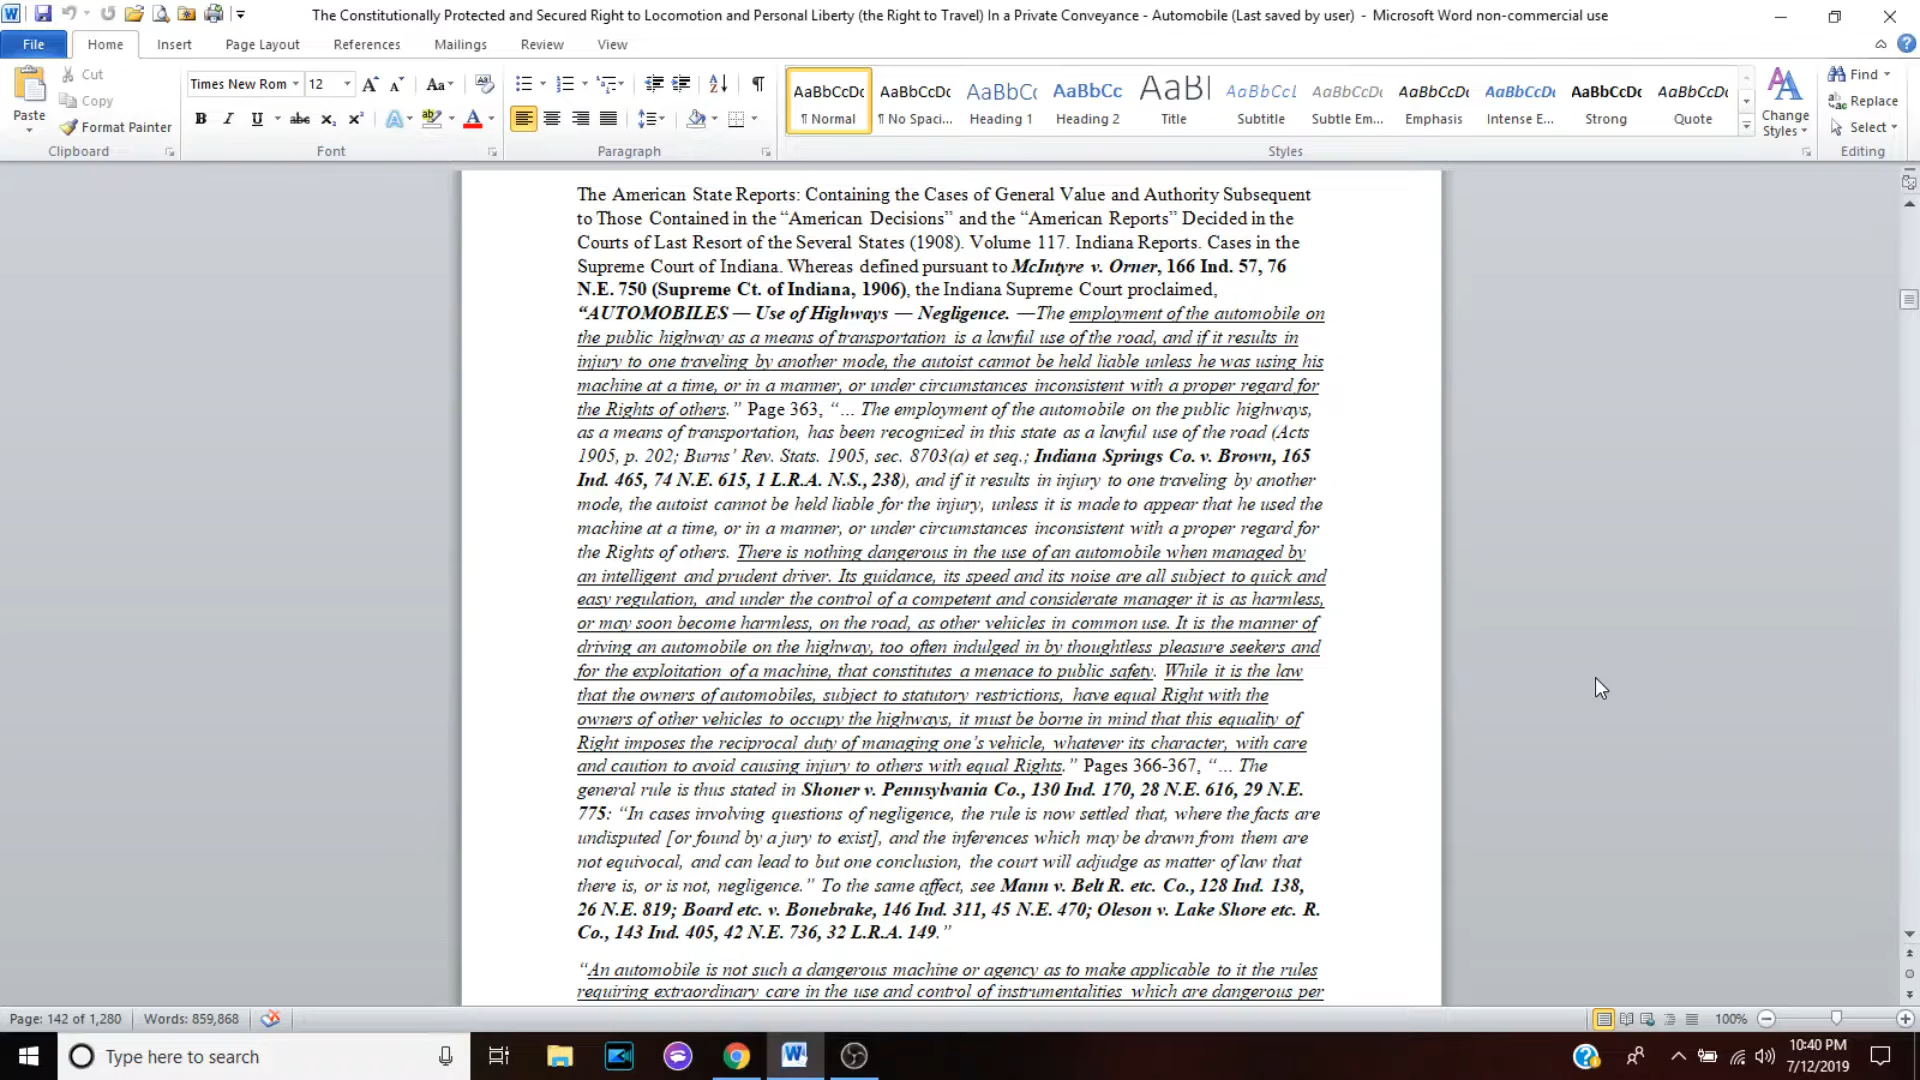 The Constitutionally Protected and Secured Right to Locomotion and Personal Liberty (the Right to Travel) In a Private Conveyance - Automobile (Last saved by user) - Microsoft Word non-commercial use
File Home Insert Page Layout References Mailings Review View
Paste
Cut
Copy
Format Painter
Clipboard
Times New Rom 12
Font
Paragraph
AaBbCcDc AaBbCcDc AaBbCc AaBbCc AaBl AaBbCcL AaBbCcDc AaBbCcDc AaBbCcDc AaBbCcDc AaBbCcDc
¶ Normal ¶ No Spaci... Heading 1 Heading 2 Title Subtitle Subtle Em... Emphasis Intense E... Strong Quote
Change Styles
Styles
Find
Replace
Select
Editing
The American State Reports: Containing the Cases of General Value and Authority Subsequent
to Those Contained in the “American Decisions” and the “American Reports” Decided in the
Courts of Last Resort of the Several States (1908). Volume 117. Indiana Reports. Cases in the
Supreme Court of Indiana. Whereas defined pursuant to McIntyre v. Orner, 166 Ind. 57, 76
N.E. 750 (Supreme Ct. of Indiana, 1906), the Indiana Supreme Court proclaimed,
“AUTOMOBILES — Use of Highways — Negligence. —The employment of the automobile on
the public highway as a means of transportation is a lawful use of the road, and if it results in
injury to one traveling by another mode, the autoist cannot be held liable unless he was using his
machine at a time, or in a manner, or under circumstances inconsistent with a proper regard for
the Rights of others.” Page 363, “... The employment of the automobile on the public highways,
as a means of transportation, has been recognized in this state as a lawful use of the road (Acts
1905, p. 202; Burns’ Rev. Stats. 1905, sec. 8703(a) et seq.; Indiana Springs Co. v. Brown, 165
Ind. 465, 74 N.E. 615, 1 L.R.A. N.S., 238), and if it results in injury to one traveling by another
mode, the autoist cannot be held liable for the injury, unless it is made to appear that he used the
machine at a time, or in a manner, or under circumstances inconsistent with a proper regard for
the Rights of others. There is nothing dangerous in the use of an automobile when managed by
an intelligent and prudent driver. Its guidance, its speed and its noise are all subject to quick and
easy regulation, and under the control of a competent and considerate manager it is as harmless,
or may soon become harmless, on the road, as other vehicles in common use. It is the manner of
driving an automobile on the highway, too often indulged in by thoughtless pleasure seekers and
for the exploitation of a machine, that constitutes a menace to public safety. While it is the law
that the owners of automobiles, subject to statutory restrictions, have equal Right with the
owners of other vehicles to occupy the highways, it must be borne in mind that this equality of
Right imposes the reciprocal duty of managing one’s vehicle, whatever its character, with care
and caution to avoid causing injury to others with equal Rights.” Pages 366-367, “... The
general rule is thus stated in Shoner v. Pennsylvania Co., 130 Ind. 170, 28 N.E. 616, 29 N.E.
775: “In cases involving questions of negligence, the rule is now settled that, where the facts are
undisputed [or found by a jury to exist], and the inferences which may be drawn from them are
not equivocal, and can lead to but one conclusion, the court will adjudge as matter of law that
there is, or is not, negligence.” To the same affect, see Mann v. Belt R. etc. Co., 128 Ind. 138,
26 N.E. 819; Board etc. v. Bonebrake, 146 Ind. 311, 45 N.E. 470; Oleson v. Lake Shore etc. R.
Co., 143 Ind. 405, 42 N.E. 736, 32 L.R.A. 149.”
“An automobile is not such a dangerous machine or agency as to make applicable to it the rules
requiring extraordinary care in the use and control of instrumentalities which are dangerous per
Page: 142 of 1,280 Words: 859,868 100%
Type here to search
10:40 PM
7/12/2019